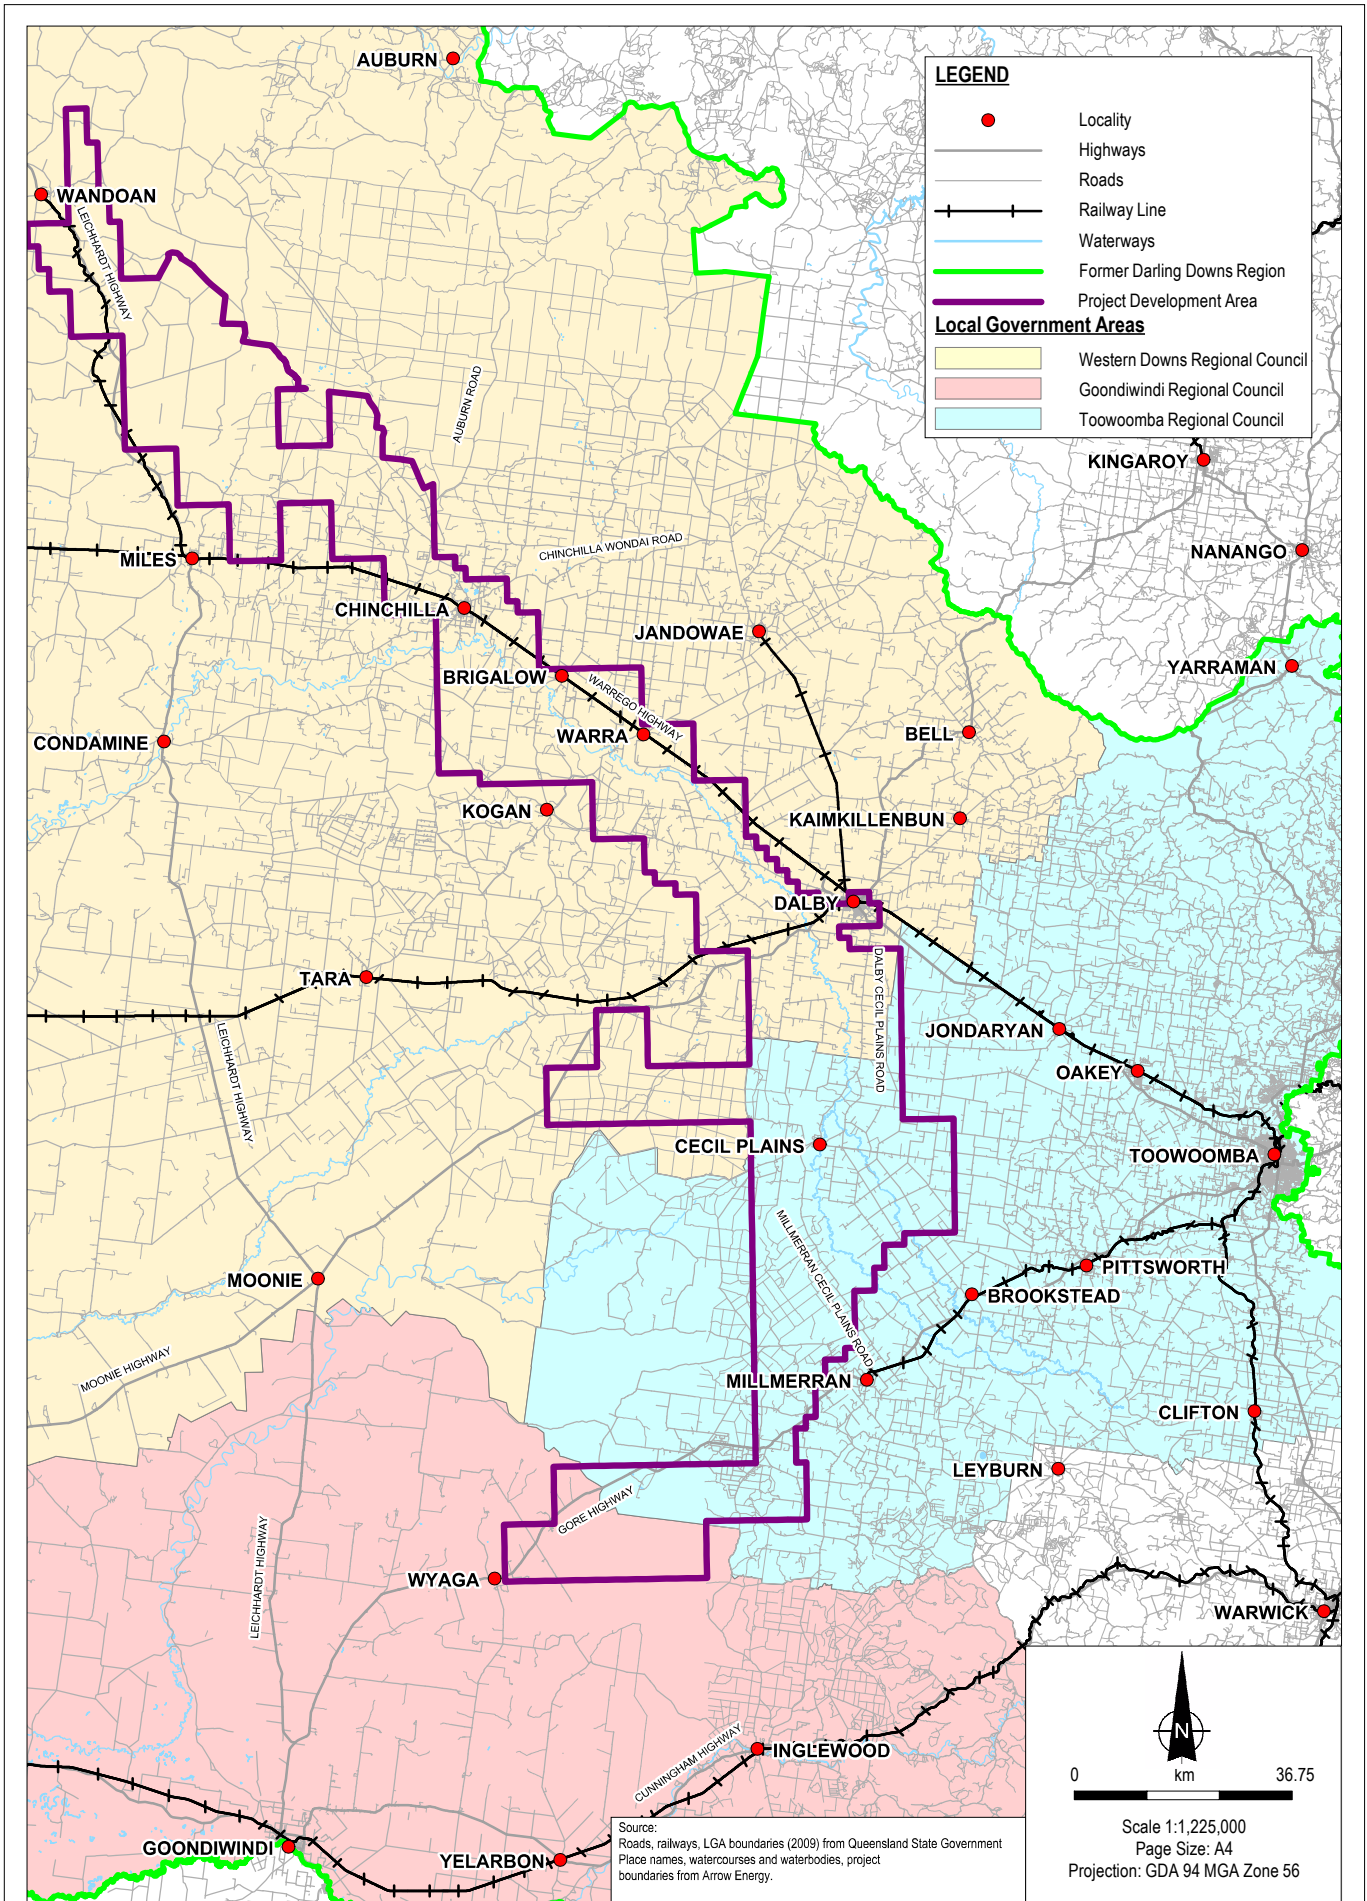 AUBURN
LEGEND
Locality
Highways
Roads
Railway Line
Waterways
Former Darling Downs Region
Project Development Area
Local Government Areas
Western Downs Regional Council
Goondiwindi Regional Council
Toowoomba Regional Council
WANDOAN
LEICHHARDT HIGHWAY
AUBURN ROAD
KINGAROY
CHINCHILLA WONDAI ROAD
NANANGO
MILES
CHINCHILLA
JANDOWAE
YARRAMAN
BRIGALOW
WARREGO HIGHWAY
WARRA
BELL
CONDAMINE
KOGAN
KAIMKILLENBUN
DALBY
TARA
DALBY CECIL PLAINS ROAD
JONDARYAN
LEICHHARDT HIGHWAY
OAKEY
CECIL PLAINS
TOOWOOMBA
MILLMERRAN CECIL PLAINS ROAD
MOONIE
PITTSWORTH
BROOKSTEAD
MOONIE HIGHWAY
MILLMERRAN
CLIFTON
LEYBURN
GORE HIGHWAY
LEICHHARDT HIGHWAY
WYAGA
WARWICK
N
INGLEWOOD
CUNNINGHAM HIGHWAY
0 km 36.75
Scale 1:1,225,000
Page Size: A4
Projection: GDA 94 MGA Zone 56
GOONDIWINDI
YELARBON
Source:
Roads, railways, LGA boundaries (2009) from Queensland State Government
Place names, watercourses and waterbodies, project
boundaries from Arrow Energy.